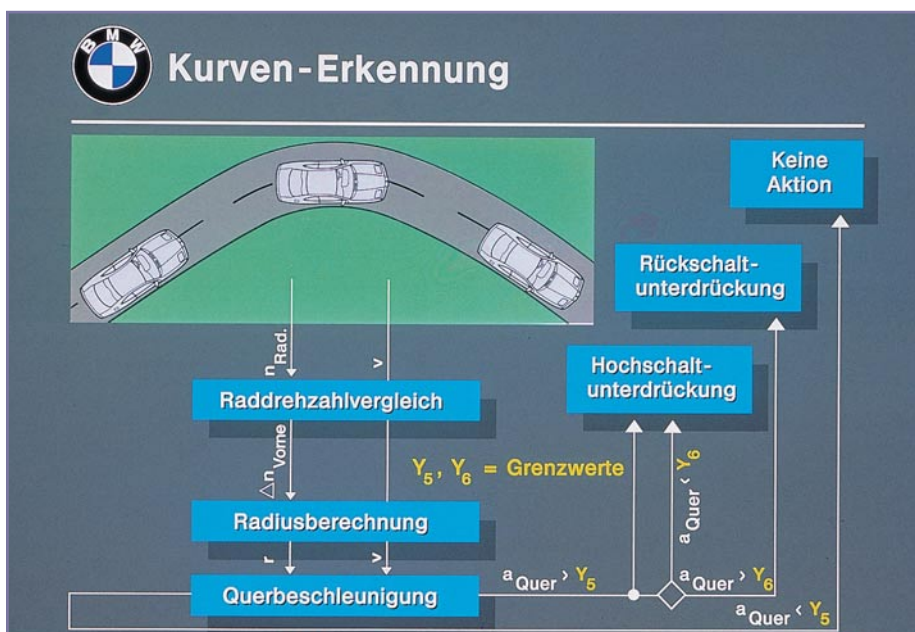 BMW
Kurven-Erkennung
Keine
Aktion
Rückschalt-
unterdrückung
Hochschalt-
unterdrückung
n Rad.
v
Raddrehzahlvergleich
△n Vorne
Y5, Y6 = Grenzwerte
a Quer < Y6
Radiusberechnung
r
v
Querbeschleunigung
a Quer > Y5
a Quer > Y6
a Quer < Y5